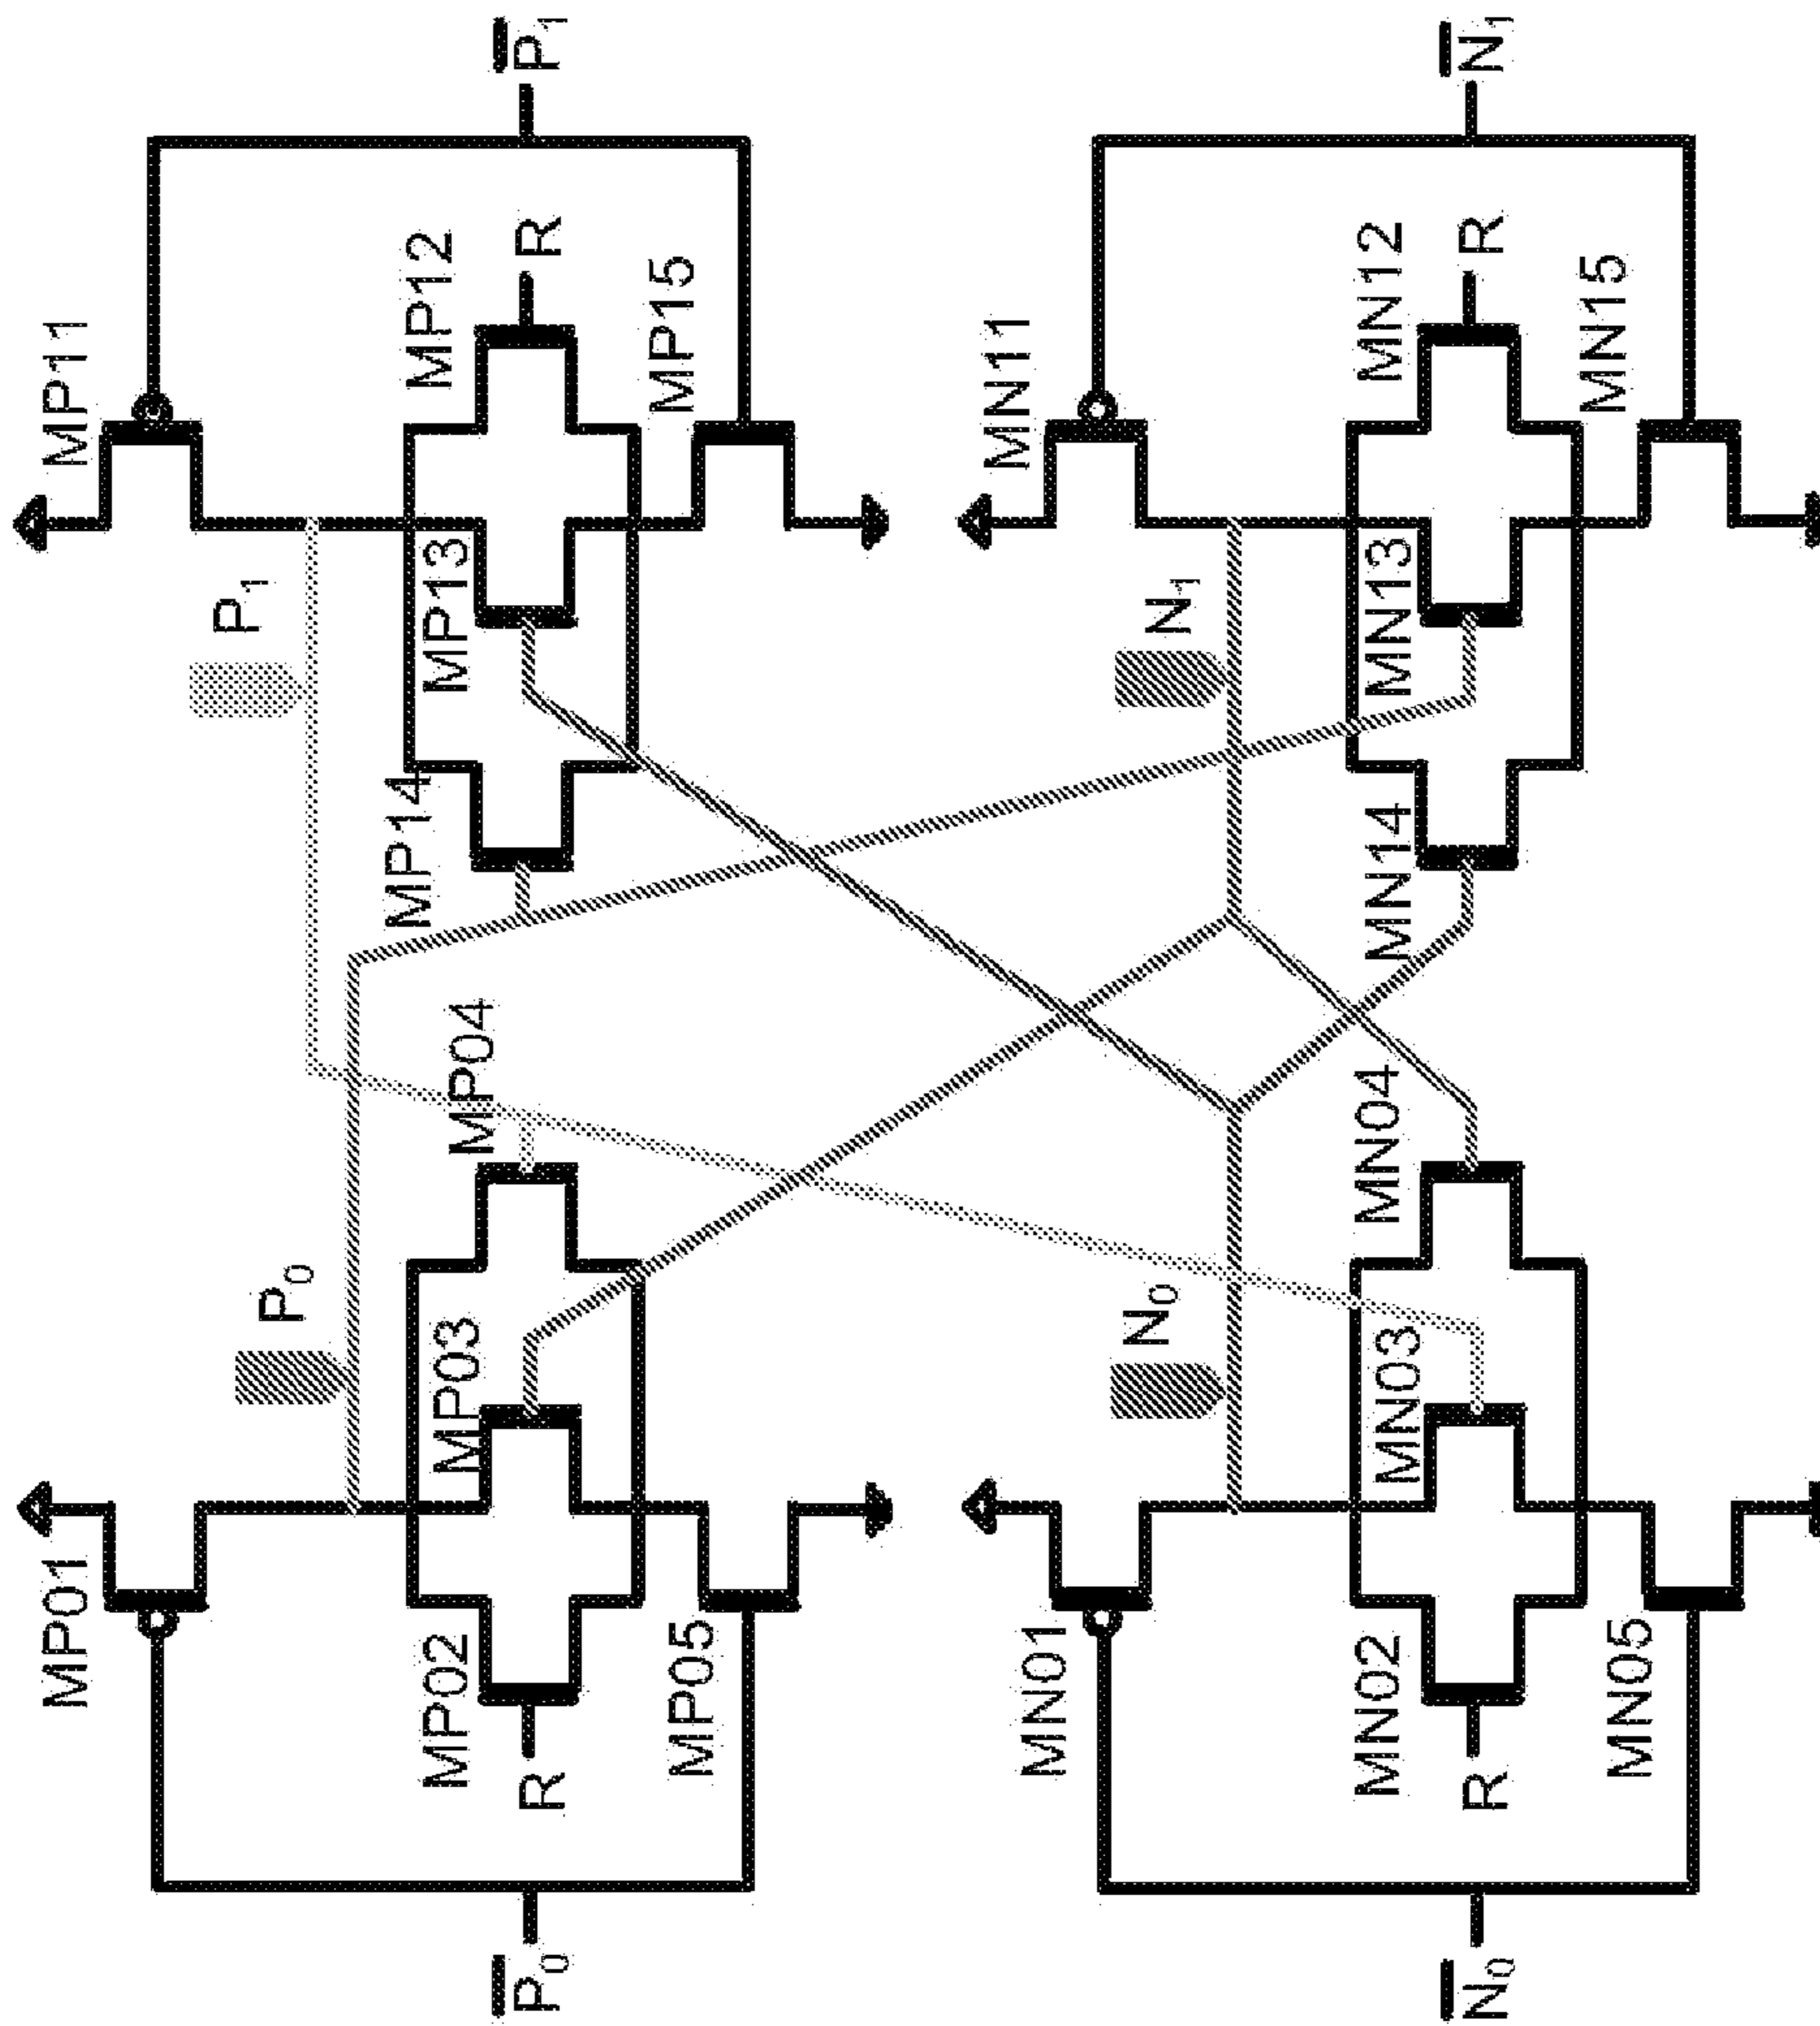 MP11
P̅₁
MP12
R
MP13
MP15
MP14
P₁
MN11
N̅₁
MN12
R
MN13
MN15
MN14
N₁
MP04
P₀
MP03
MP01
MP02
R
MP05
P̅₀
MN04
N₀
MN03
MN01
MN02
R
MN05
N̅₀